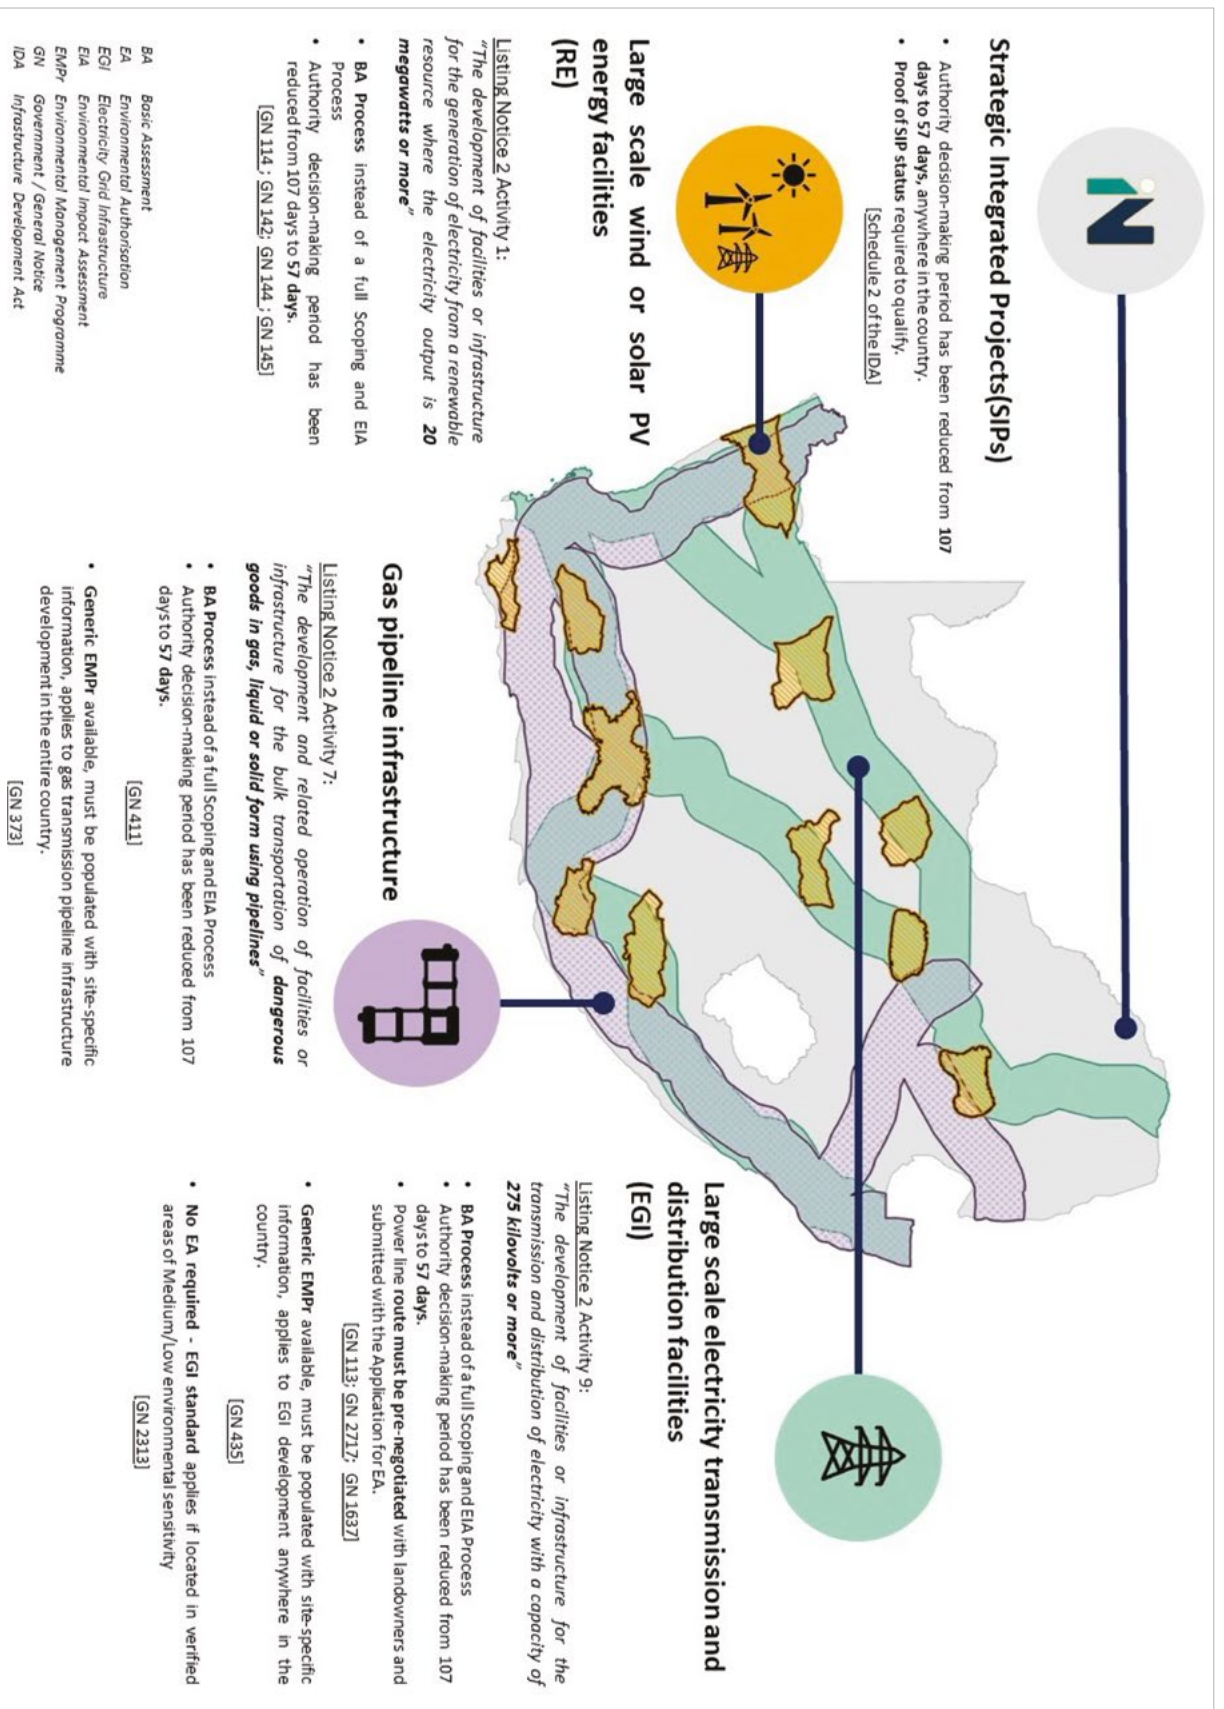 Strategic Integrated Projects(SIPs)
• Authority decision-making period has been reduced from 107
days to 57 days, anywhere in the country.
• Proof of SIP status required to qualify.
[Schedule 2 of the IDA]
Large scale wind or solar PV
energy facilities
(RE)
Listing Notice 2 Activity 1:
“The development of facilities or infrastructure
for the generation of electricity from a renewable
resource where the electricity output is 20
megawatts or more”
• BA Process instead of a full Scoping and EIA
Process
• Authority decision-making period has been
reduced from 107 days to 57 days.
[GN 114 ; GN 142; GN 144 ; GN 145]
BA Basic Assessment
EA Environmental Authorisation
EGI Electricity Grid Infrastructure
EIA Environmental Impact Assessment
EMPr Environmental Management Programme
GN Government / General Notice
IDA Infrastructure Development Act
Gas pipeline infrastructure
Listing Notice 2 Activity 7:
“The development and related operation of facilities or
infrastructure for the bulk transportation of dangerous
goods in gas, liquid or solid form using pipelines”
• BA Process instead of a full Scoping and EIA Process
• Authority decision-making period has been reduced from 107
days to 57 days.
[GN 411]
• Generic EMPr available, must be populated with site-specific
information, applies to gas transmission pipeline infrastructure
development in the entire country.
[GN 373]
Large scale electricity transmission and
distribution facilities
(EGI)
Listing Notice 2 Activity 9:
“The development of facilities or infrastructure for the
transmission and distribution of electricity with a capacity of
275 kilovolts or more”
• BA Process instead of a full Scoping and EIA Process
• Authority decision-making period has been reduced from 107
days to 57 days.
• Power line route must be pre-negotiated with landowners and
submitted with the Application for EA.
[GN 113; GN 2717; GN 1637]
• Generic EMPr available, must be populated with site-specific
information, applies to EGI development anywhere in the
country.
[GN 435]
• No EA required - EGI standard applies if located in verified
areas of Medium/Low environmental sensitivity
[GN 2313]